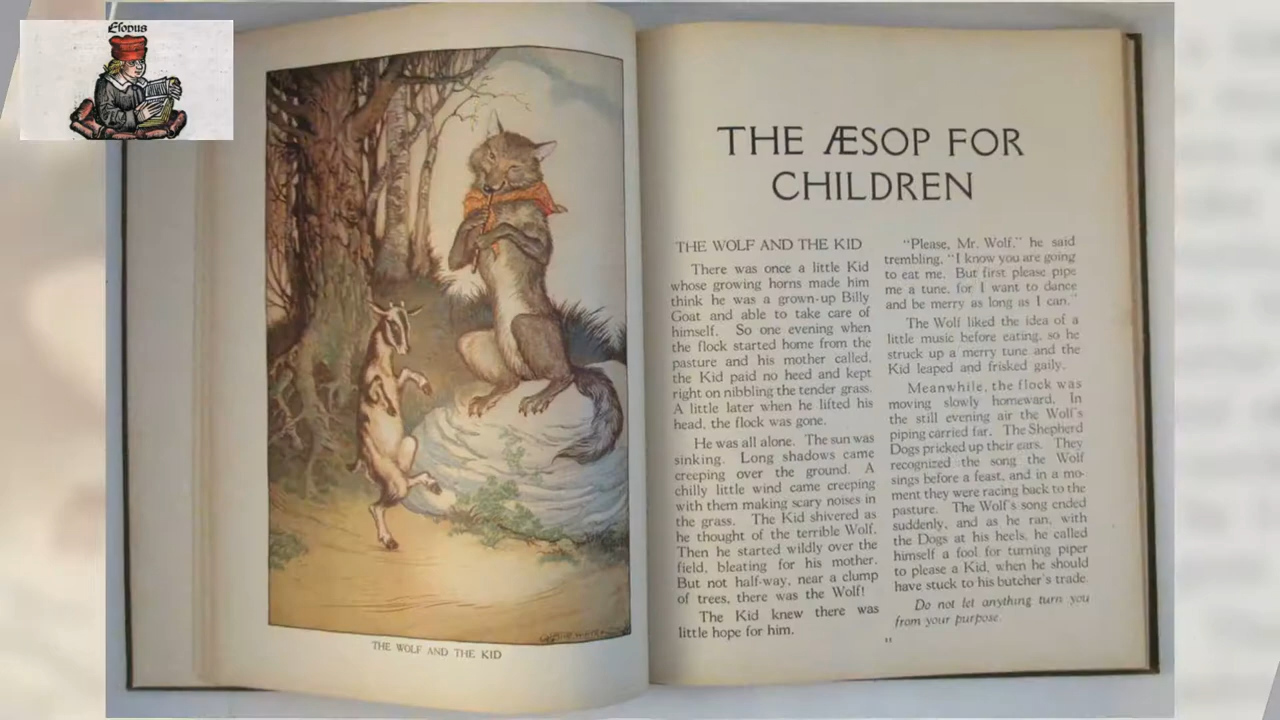 Esopus
THE WOLF AND THE KID
THE ÆSOP FOR
CHILDREN
THE WOLF AND THE KID
There was once a little Kid
whose growing horns made him
think he was a grown-up Billy
Goat and able to take care of
himself. So one evening when
the flock started home from the
pasture and his mother called,
the Kid paid no heed and kept
right on nibbling the tender grass.
A little later when he lifted his
head, the flock was gone.
He was all alone. The sun was
sinking. Long shadows came
creeping over the ground. A
chilly little wind came creeping
with them making scary noises in
the grass. The Kid shivered as
he thought of the terrible Wolf.
Then he started wildly over the
field, bleating for his mother.
But not half-way, near a clump
of trees, there was the Wolf!
The Kid knew there was
little hope for him.
"Please, Mr. Wolf," he said
trembling, "I know you are going
to eat me. But first please pipe
me a tune, for I want to dance
and be merry as long as I can."
The Wolf liked the idea of a
little music before eating, so he
struck up a merry tune and the
Kid leaped and frisked gaily.
Meanwhile, the flock was
moving slowly homeward. In
the still evening air the Wolf's
piping carried far. The Shepherd
Dogs pricked up their ears. They
recognized the song the Wolf
sings before a feast, and in a mo-
ment they were racing back to the
pasture. The Wolf's song ended
suddenly, and as he ran, with
the Dogs at his heels, he called
himself a fool for turning piper
to please a Kid, when he should
have stuck to his butcher's trade.
Do not let anything turn you
from your purpose.